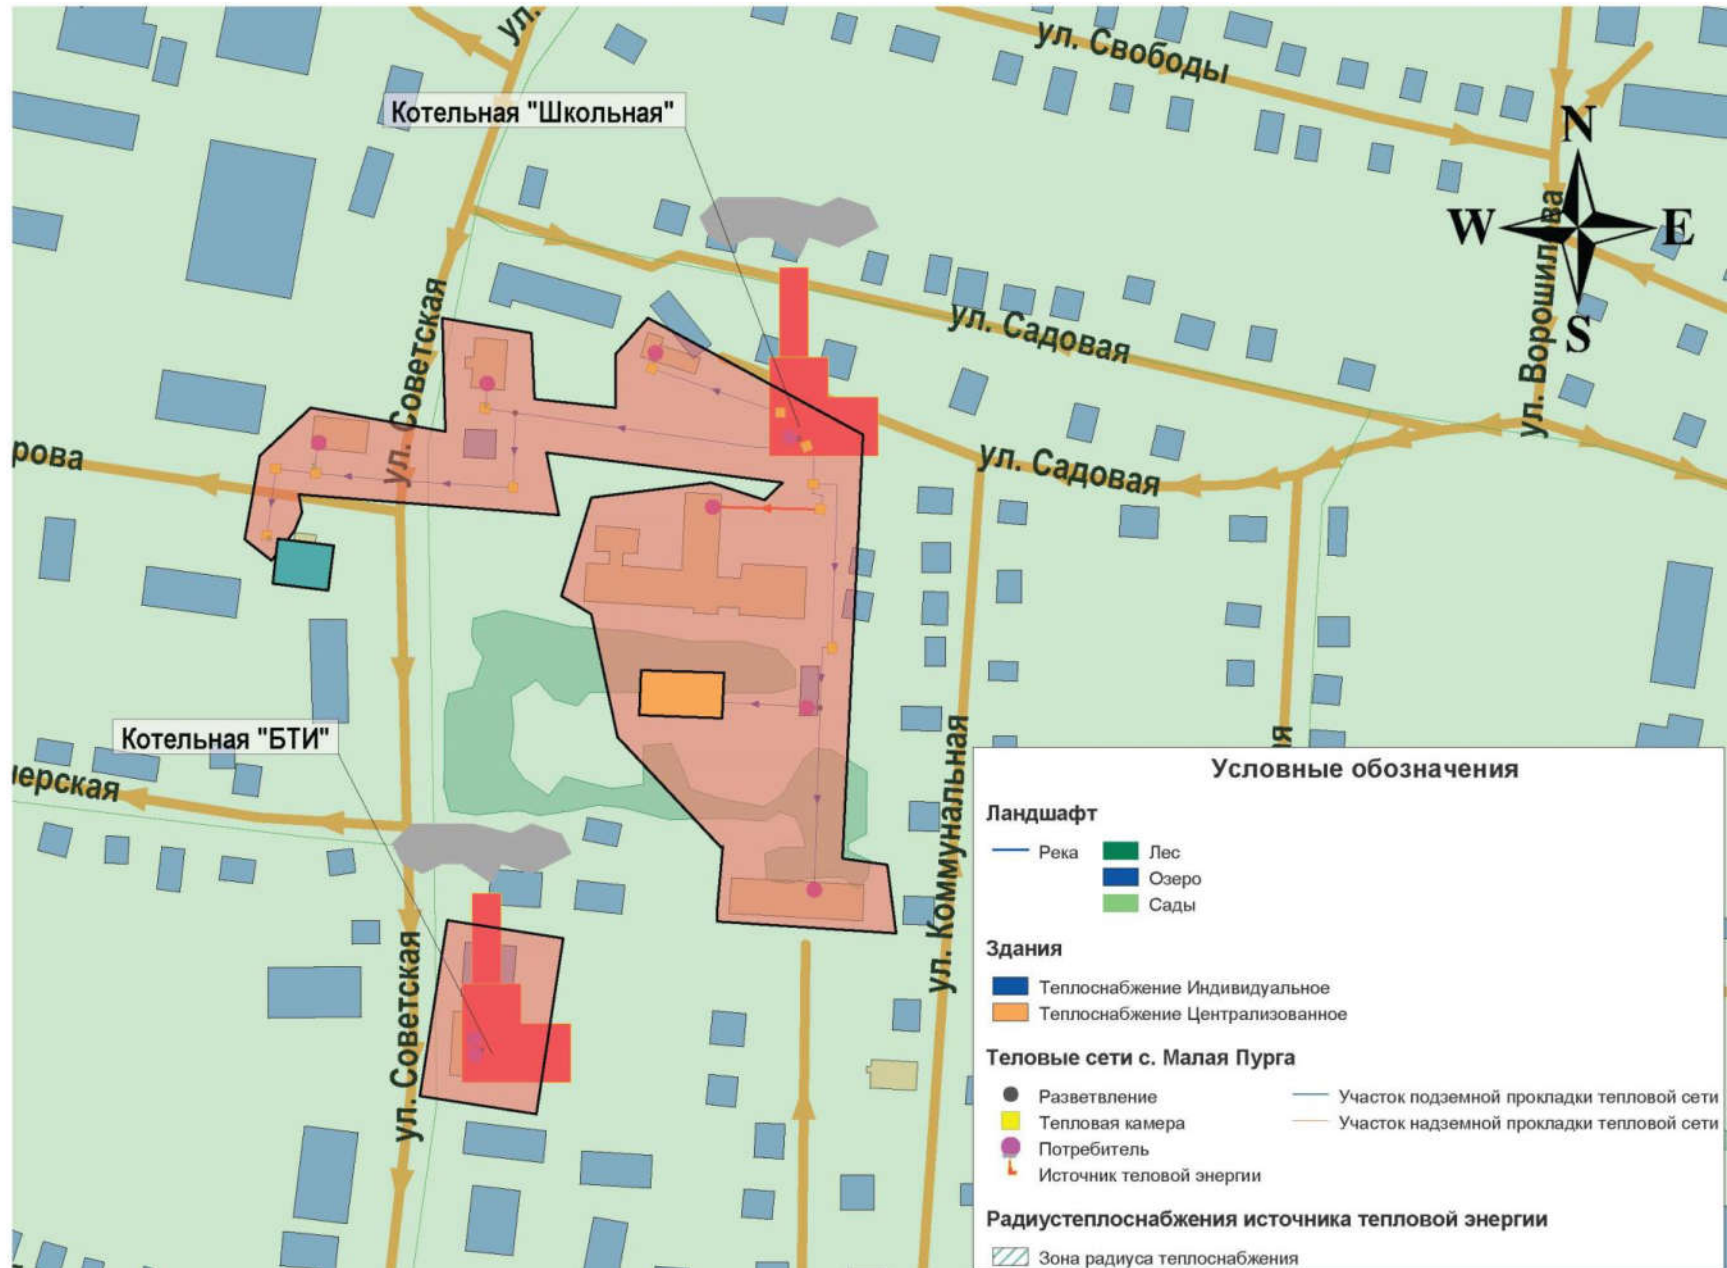 ул.
ул. Свободы
Котельная "Школьная"
N
W
E
S
ул. Ворошилова
ул. Советская
ул. Садовая
рова
ул. Садовая
Котельная "БТИ"
ерская
ул. Коммунальная
ая
ул. Советская
Условные обозначения
Ландшафт
Река
Лес
Озеро
Сады
Здания
Теплоснабжение Индивидуальное
Теплоснабжение Централизованное
Теловые сети с. Малая Пурга
Разветвление
Участок подземной прокладки тепловой сети
Тепловая камера
Участок надземной прокладки тепловой сети
Потребитель
Источник теловой энергии
Радиустеплоснабжения источника тепловой энергии
Зона радиуса теплоснабжения